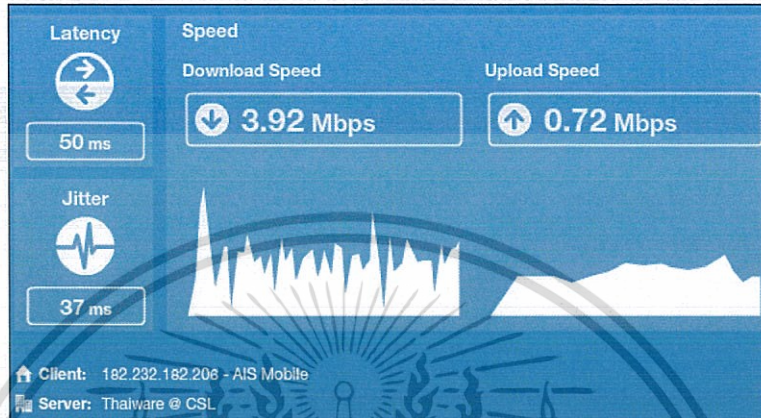 Latency
50 ms
Jitter
37 ms
Speed
Download Speed
3.92 Mbps
Upload Speed
0.72 Mbps
Client: 182.232.182.206 - AIS Mobile
Server: Thaiware @ CSL